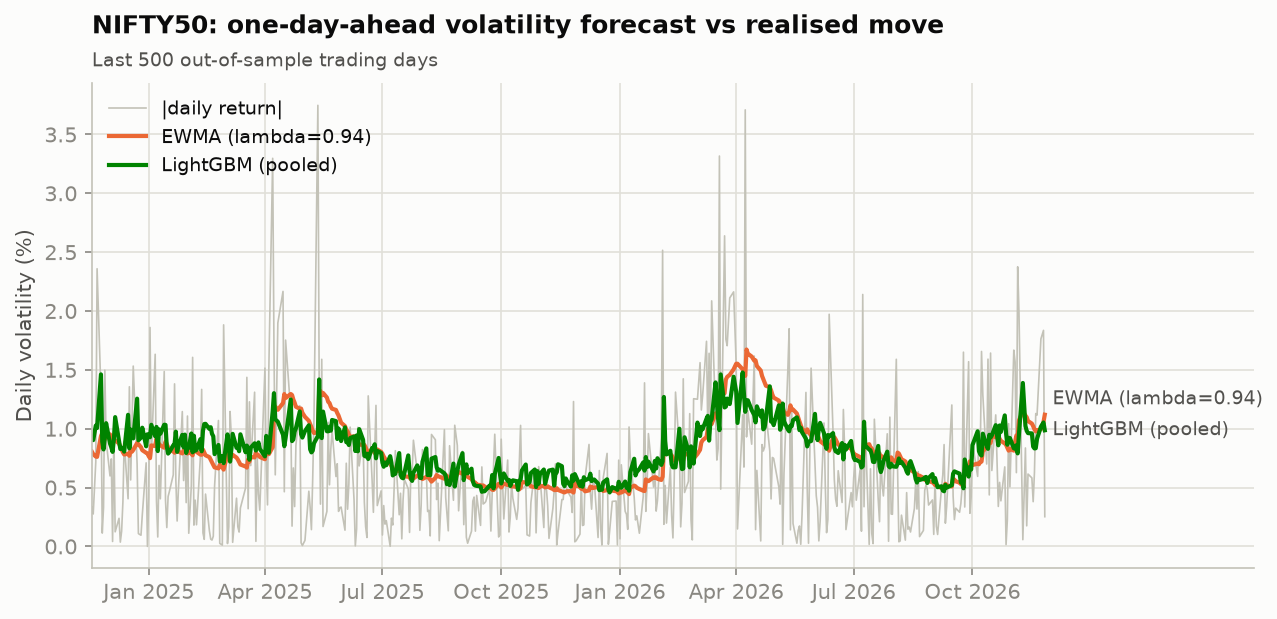 NIFTY50: one-day-ahead volatility forecast vs realised move
Last 500 out-of-sample trading days
|daily return|
EWMA (lambda=0.94)
LightGBM (pooled)
Daily volatility (%)
3.5
3.0
2.5
2.0
1.5
1.0
0.5
0.0
EWMA (lambda=0.94)
LightGBM (pooled)
Jan 2025 Apr 2025 Jul 2025 Oct 2025 Jan 2026 Apr 2026 Jul 2026 Oct 2026